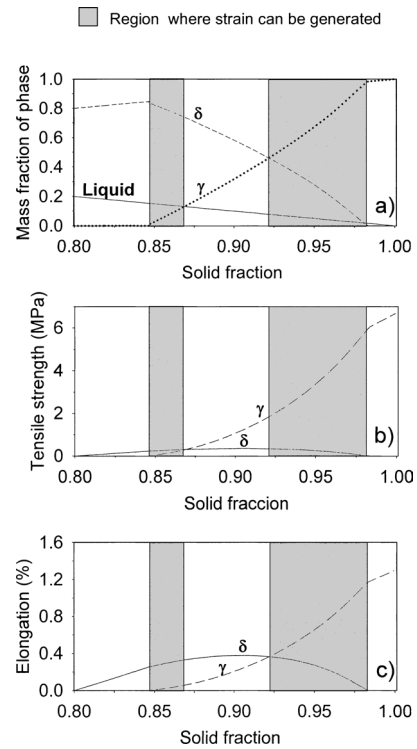 Region where strain can be generated
1.0
0.8
0.6
0.4
0.2
0.0
Mass fraction of phase
δ
Liquid
γ
a)
0.80 0.85 0.90 0.95 1.00
Solid fraction
6
4
2
0
Tensile strength (MPa)
γ
δ
b)
0.80 0.85 0.90 0.95 1.00
Solid fraccion
1.6
1.2
0.8
0.4
0.0
Elongation (%)
δ
γ
c)
0.80 0.85 0.90 0.95 1.00
Solid fraction